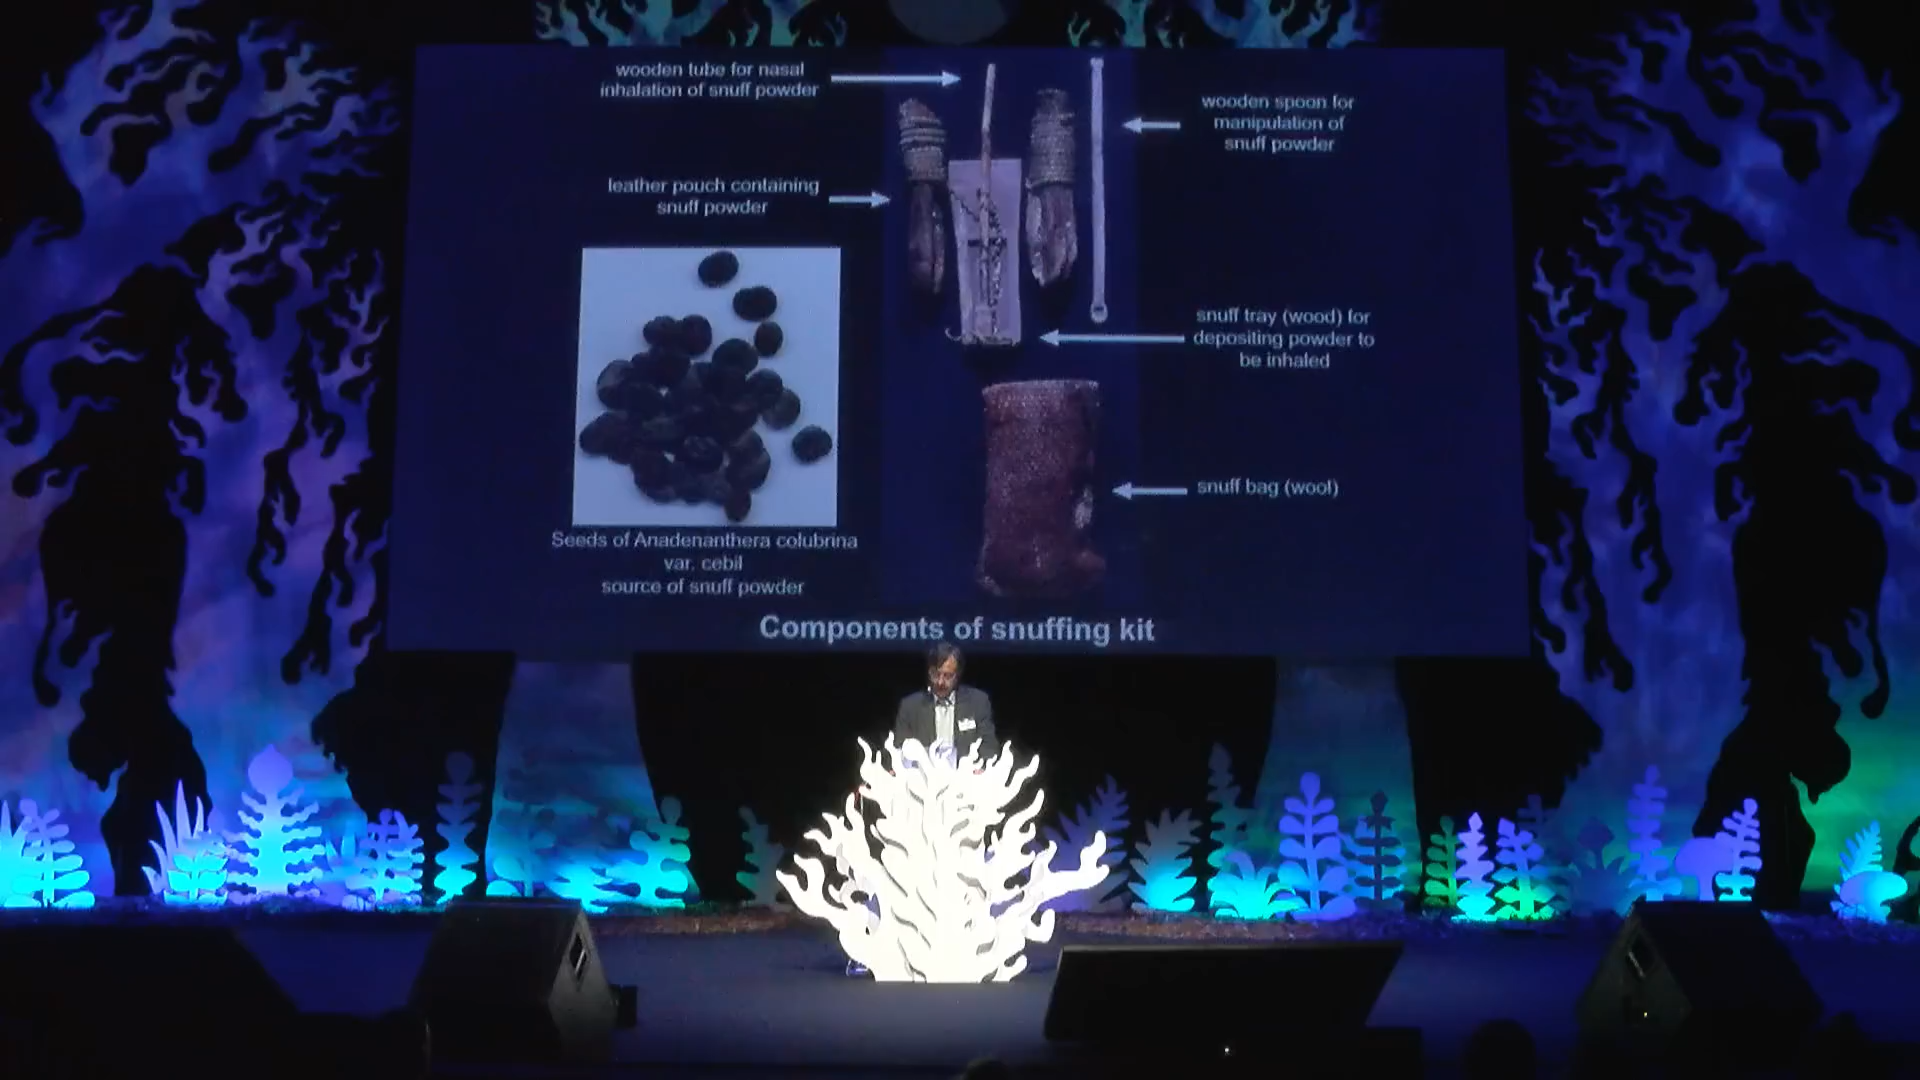 wooden tube for nasal
inhalation of snuff powder
wooden spoon for
manipulation of
snuff powder
leather pouch containing
snuff powder
snuff tray (wood) for
depositing powder to
be inhaled
snuff bag (wool)
Seeds of Anadenanthera colubrina
var. cebil
source of snuff powder
Components of snuffing kit